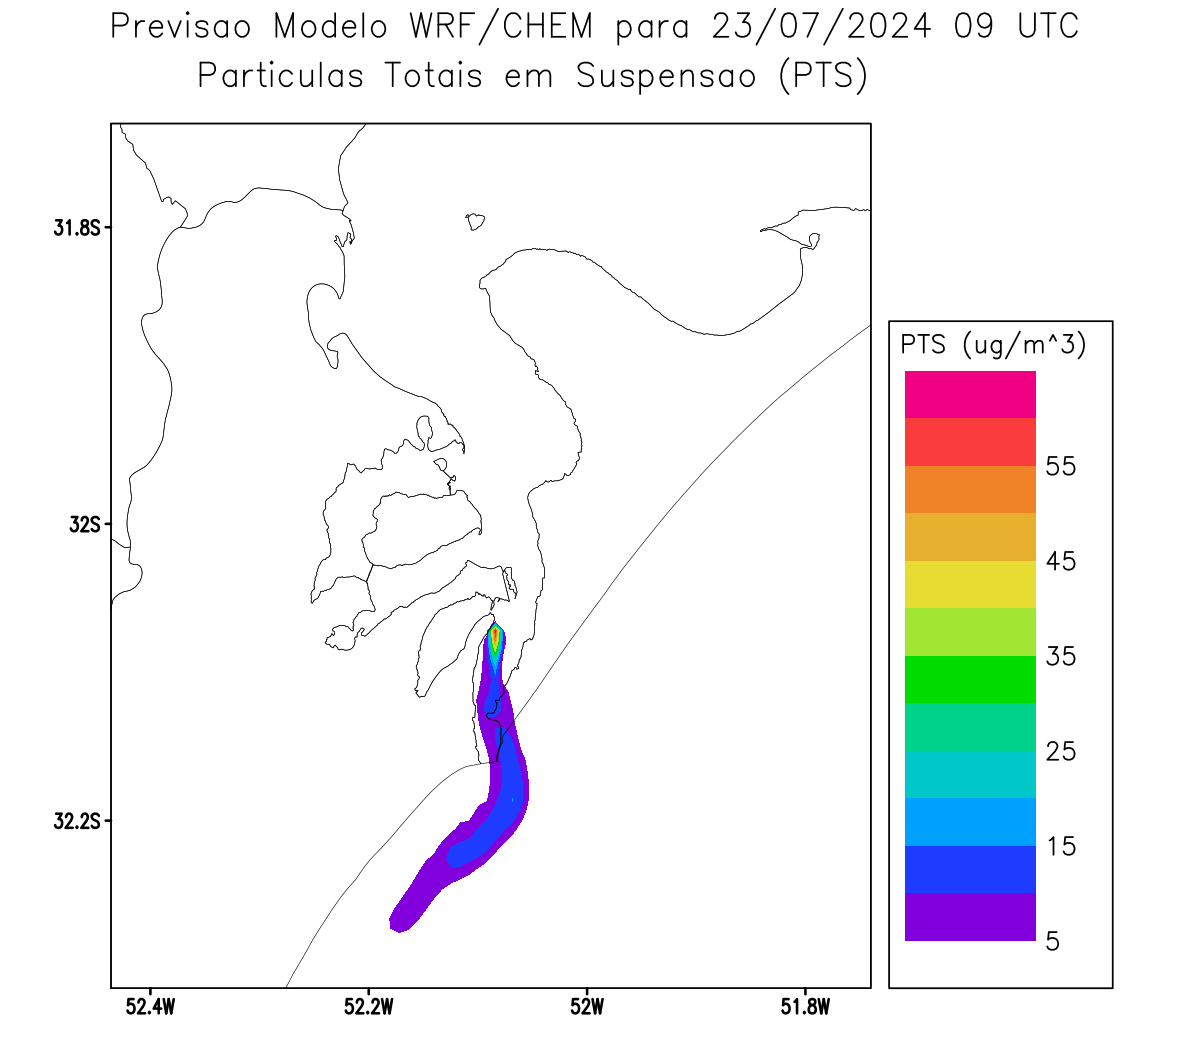 Previsao Modelo WRF/CHEM para 23/07/2024 09 UTC
Particulas Totais em Suspensao (PTS)
31.8S
32S
32.2S
52.4W
52.2W
52W
51.8W
PTS (ug/m^3)
55
45
35
25
15
5